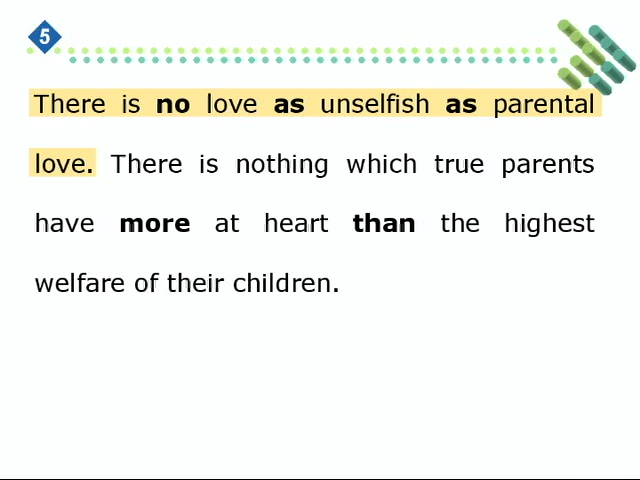 5
There is no love as unselfish as parental
love. There is nothing which true parents
have more at heart than the highest
welfare of their children.